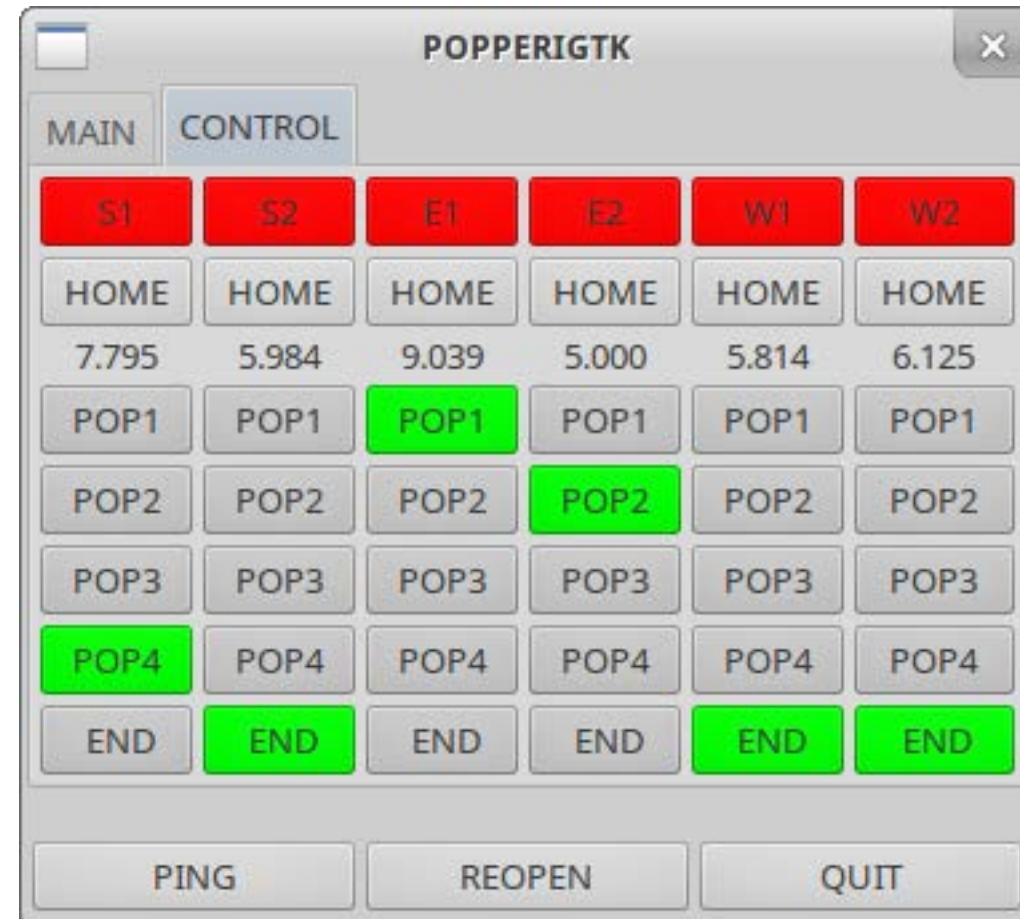 POPPERIGTK
MAIN CONTROL
S1 S2 E1 E2 W1 W2
HOME HOME HOME HOME HOME HOME
7.795 5.984 9.039 5.000 5.814 6.125
POP1 POP1 POP1 POP1 POP1 POP1
POP2 POP2 POP2 POP2 POP2 POP2
POP3 POP3 POP3 POP3 POP3 POP3
POP4 POP4 POP4 POP4 POP4 POP4
END END END END END END
PING REOPEN QUIT